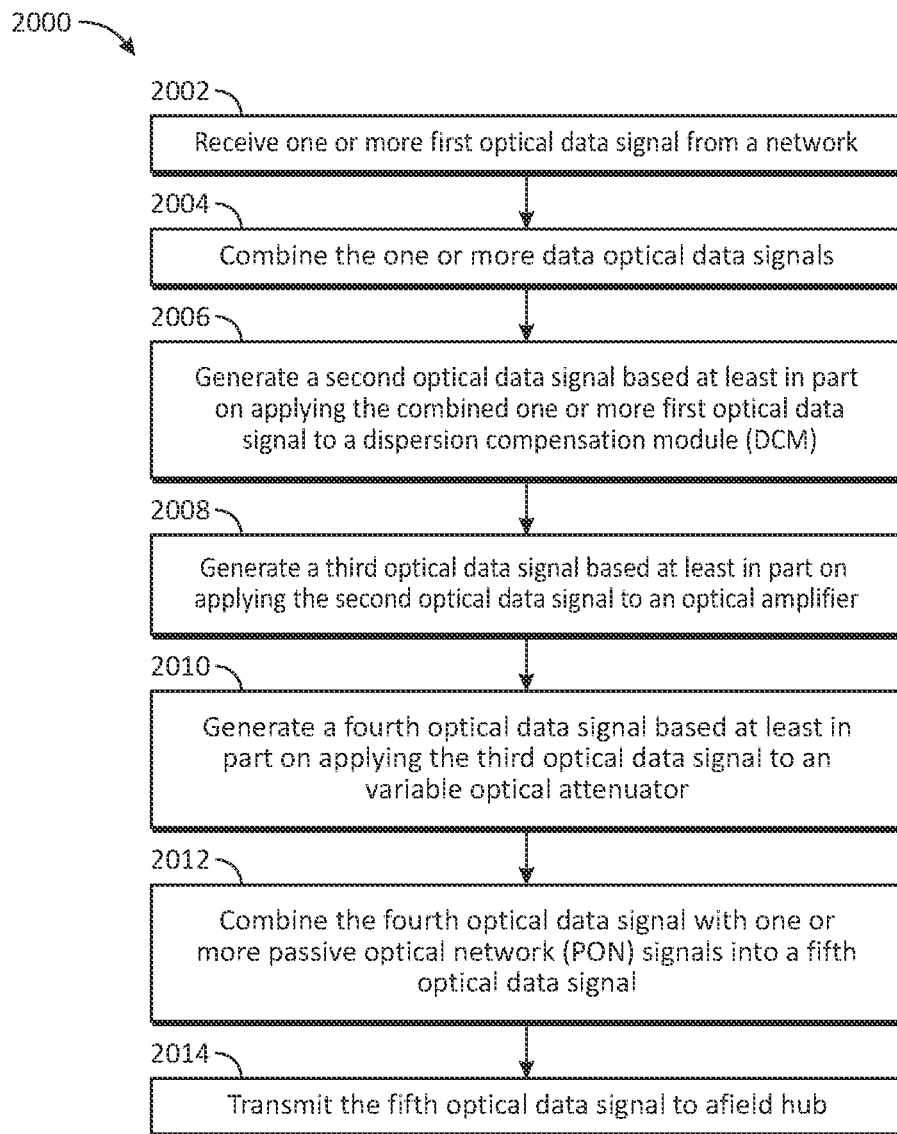 2000
2002
Receive one or more first optical data signal from a network
2004
Combine the one or more data optical data signals
2006
Generate a second optical data signal based at least in part
on applying the combined one or more first optical data
signal to a dispersion compensation module (DCM)
2008
Generate a third optical data signal based at least in part on
applying the second optical data signal to an optical amplifier
2010
Generate a fourth optical data signal based at least in
part on applying the third optical data signal to an
variable optical attenuator
2012
Combine the fourth optical data signal with one or
more passive optical network (PON) signals into a fifth
optical data signal
2014
Transmit the fifth optical data signal to afield hub